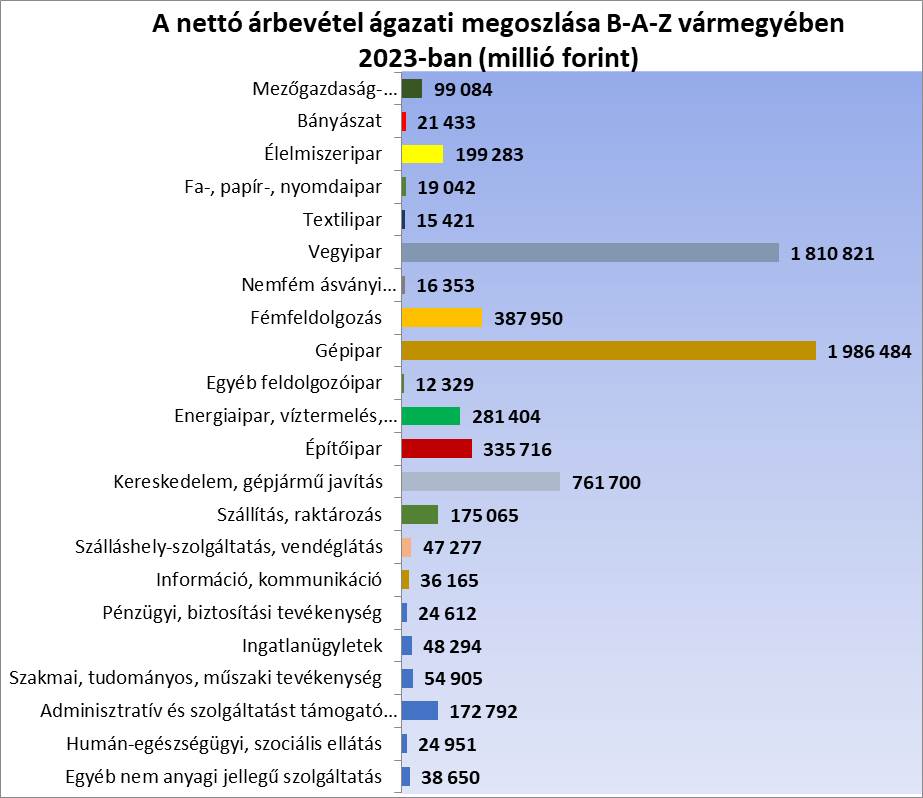 A nettó árbevétel ágazati megoszlása B-A-Z vármegyében
2023-ban (millió forint)
Mezőgazdaság-... 99 084
Bányászat 21 433
Élelmiszeripar 199 283
Fa-, papír-, nyomdaipar 19 042
Textilipar 15 421
Vegyipar 1 810 821
Nemfém ásványi... 16 353
Fémfeldolgozás 387 950
Gépipar 1 986 484
Egyéb feldolgozóipar 12 329
Energiaipar, víztermelés,... 281 404
Építőipar 335 716
Kereskedelem, gépjármű javítás 761 700
Szállítás, raktározás 175 065
Szálláshely-szolgáltatás, vendéglátás 47 277
Információ, kommunikáció 36 165
Pénzügyi, biztosítási tevékenység 24 612
Ingatlanügyletek 48 294
Szakmai, tudományos, műszaki tevékenység 54 905
Adminisztratív és szolgáltatást támogató... 172 792
Humán-egészségügyi, szociális ellátás 24 951
Egyéb nem anyagi jellegű szolgáltatás 38 650